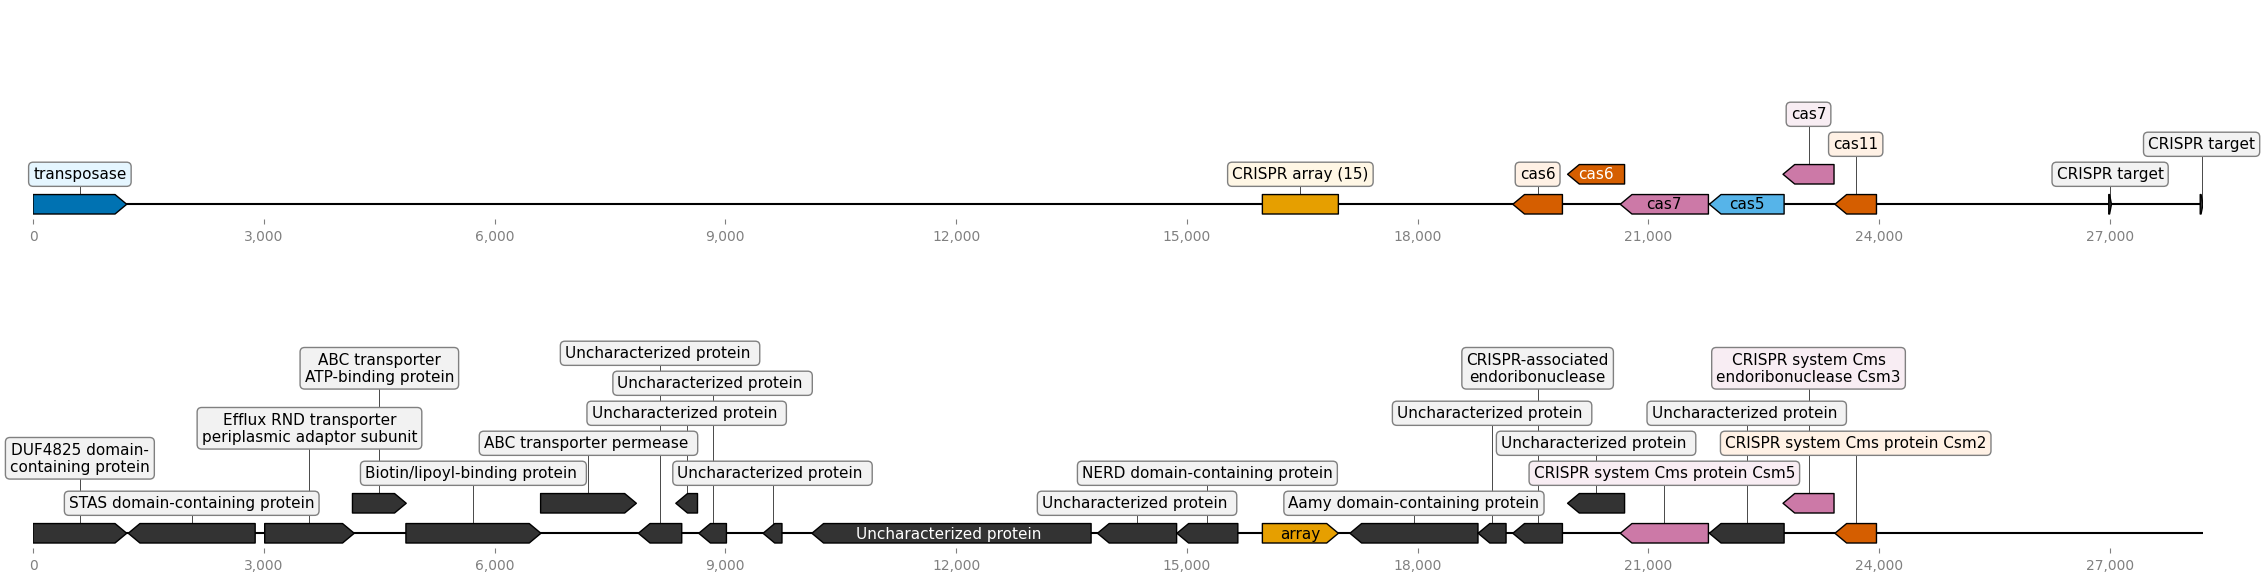 cas7
cas11
CRISPR target
transposase
CRISPR array (15)
cas6
cas6
CRISPR target
cas7
cas5
0
3,000
6,000
9,000
12,000
15,000
18,000
21,000
24,000
27,000
Uncharacterized protein
ABC transporter
ATP-binding protein
CRISPR-associated
endoribonuclease
CRISPR system Cms
endoribonuclease Csm3
Uncharacterized protein
Efflux RND transporter
periplasmic adaptor subunit
Uncharacterized protein
Uncharacterized protein
Uncharacterized protein
DUF4825 domain-
containing protein
ABC transporter permease
Uncharacterized protein
CRISPR system Cms protein Csm2
Biotin/lipoyl-binding protein
Uncharacterized protein
NERD domain-containing protein
CRISPR system Cms protein Csm5
STAS domain-containing protein
Uncharacterized protein
Aamy domain-containing protein
Uncharacterized protein
array
0
3,000
6,000
9,000
12,000
15,000
18,000
21,000
24,000
27,000